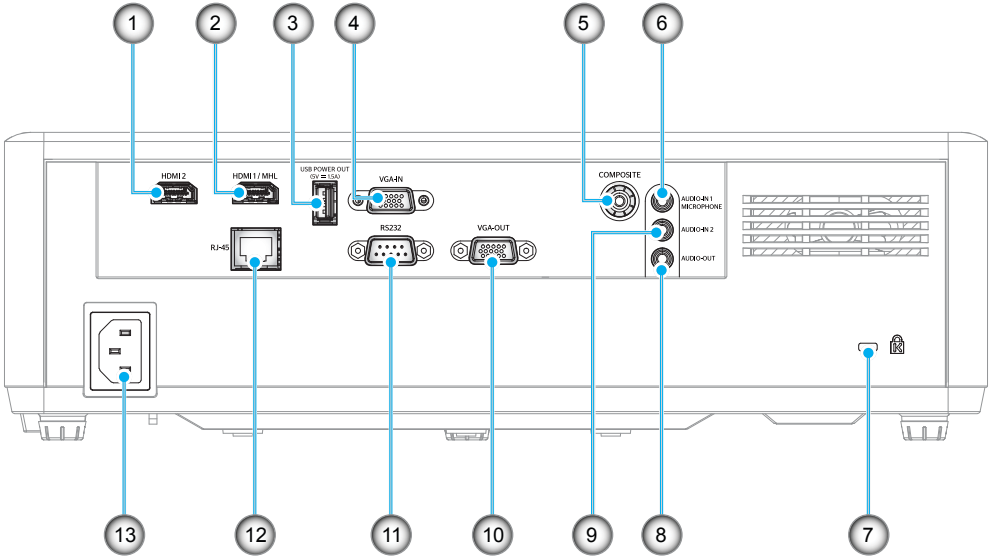 1
2
3
4
5
6
HDMI 2
HDMI 1 / MHL
USB POWER OUT
(5V ⎓ 1.5A)
VGA-IN
COMPOSITE
AUDIO-IN 1
MICROPHONE
AUDIO-IN 2
AUDIO-OUT
RJ-45
RS232
VGA-OUT
K
13
12
11
10
9
8
7